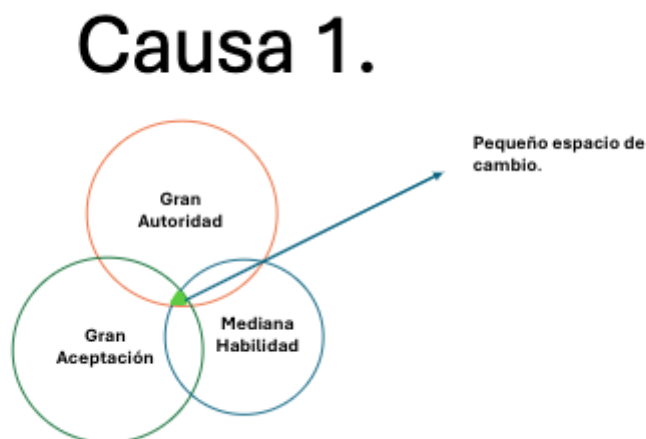 Causa 1.
Pequeño espacio de
cambio.
Gran
Autoridad
Gran
Aceptación
Mediana
Habilidad